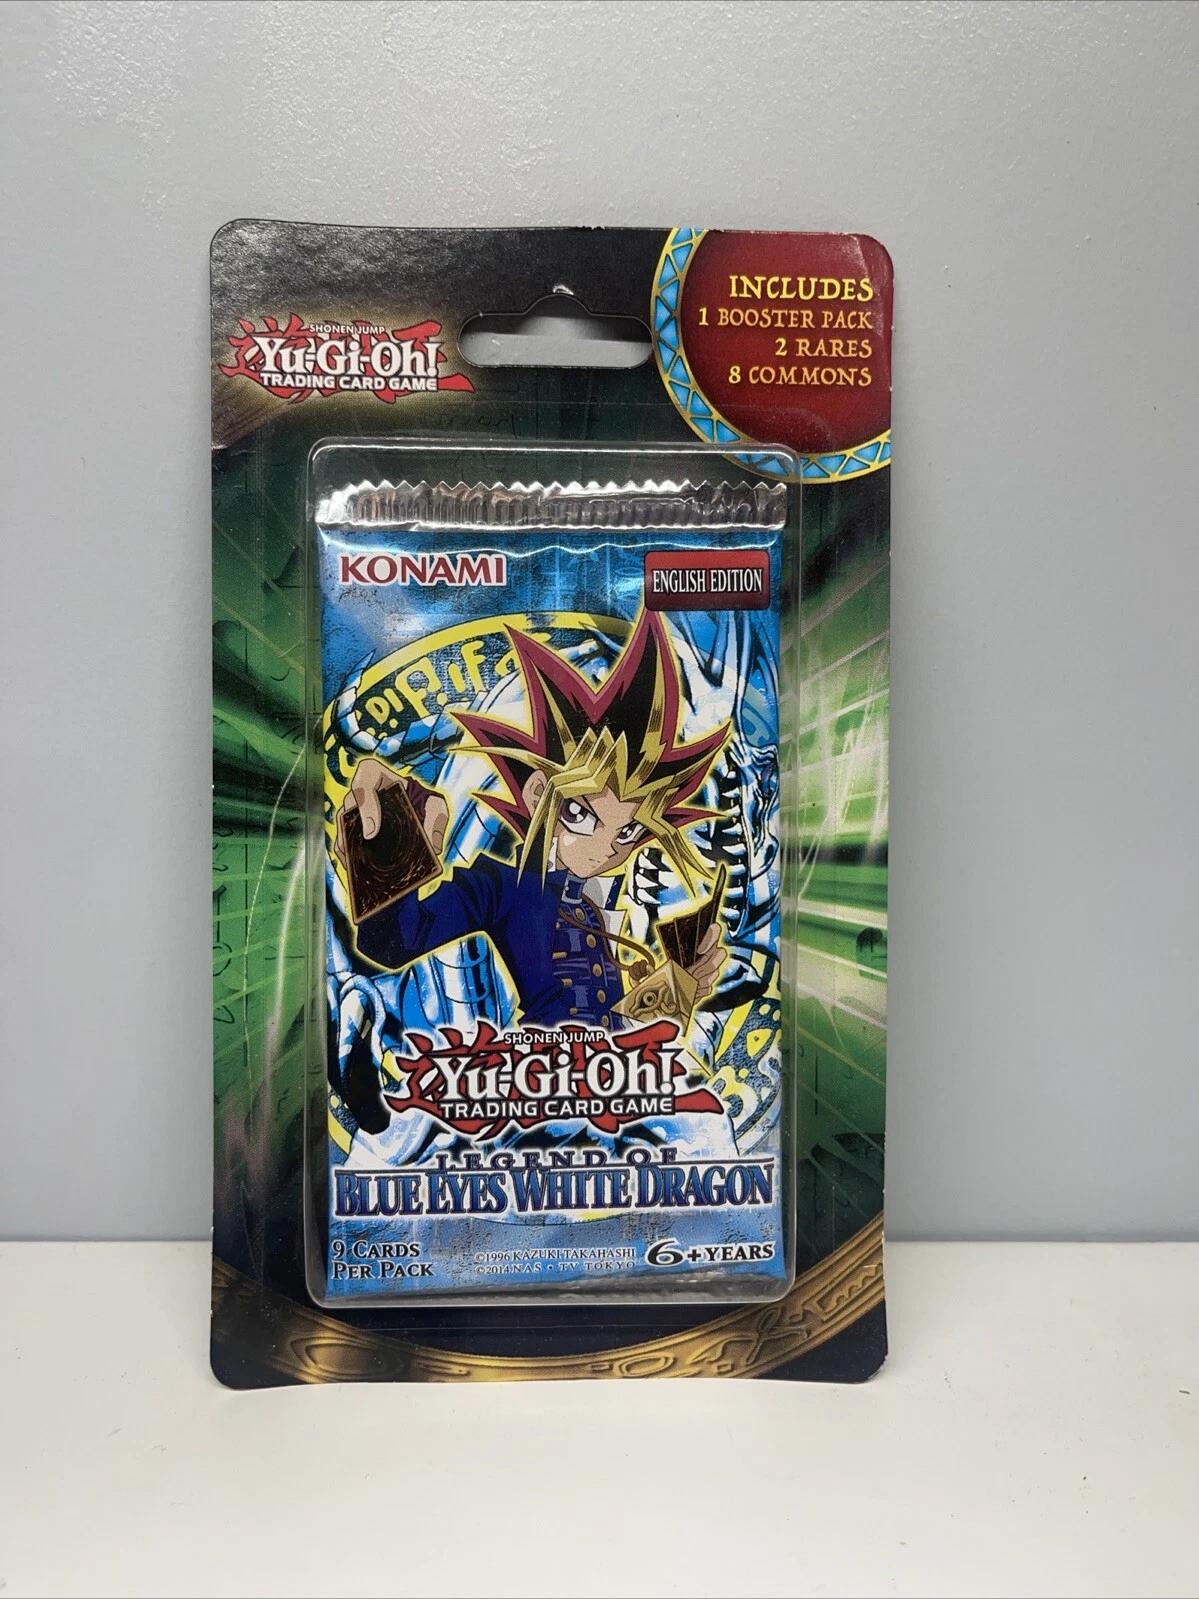 SHONEN JUMP
Yu-Gi-Oh!
TRADING CARD GAME
INCLUDES
1 BOOSTER PACK
2 RARES
8 COMMONS
KONAMI
ENGLISH EDITION
SHONEN JUMP
Yu-Gi-Oh!
TRADING CARD GAME
LEGEND OF
BLUE EYES WHITE DRAGON
9 CARDS
PER PACK
©1996 KAZUKI TAKAHASHI
©2014 NAS • TV TOKYO
6+YEARS